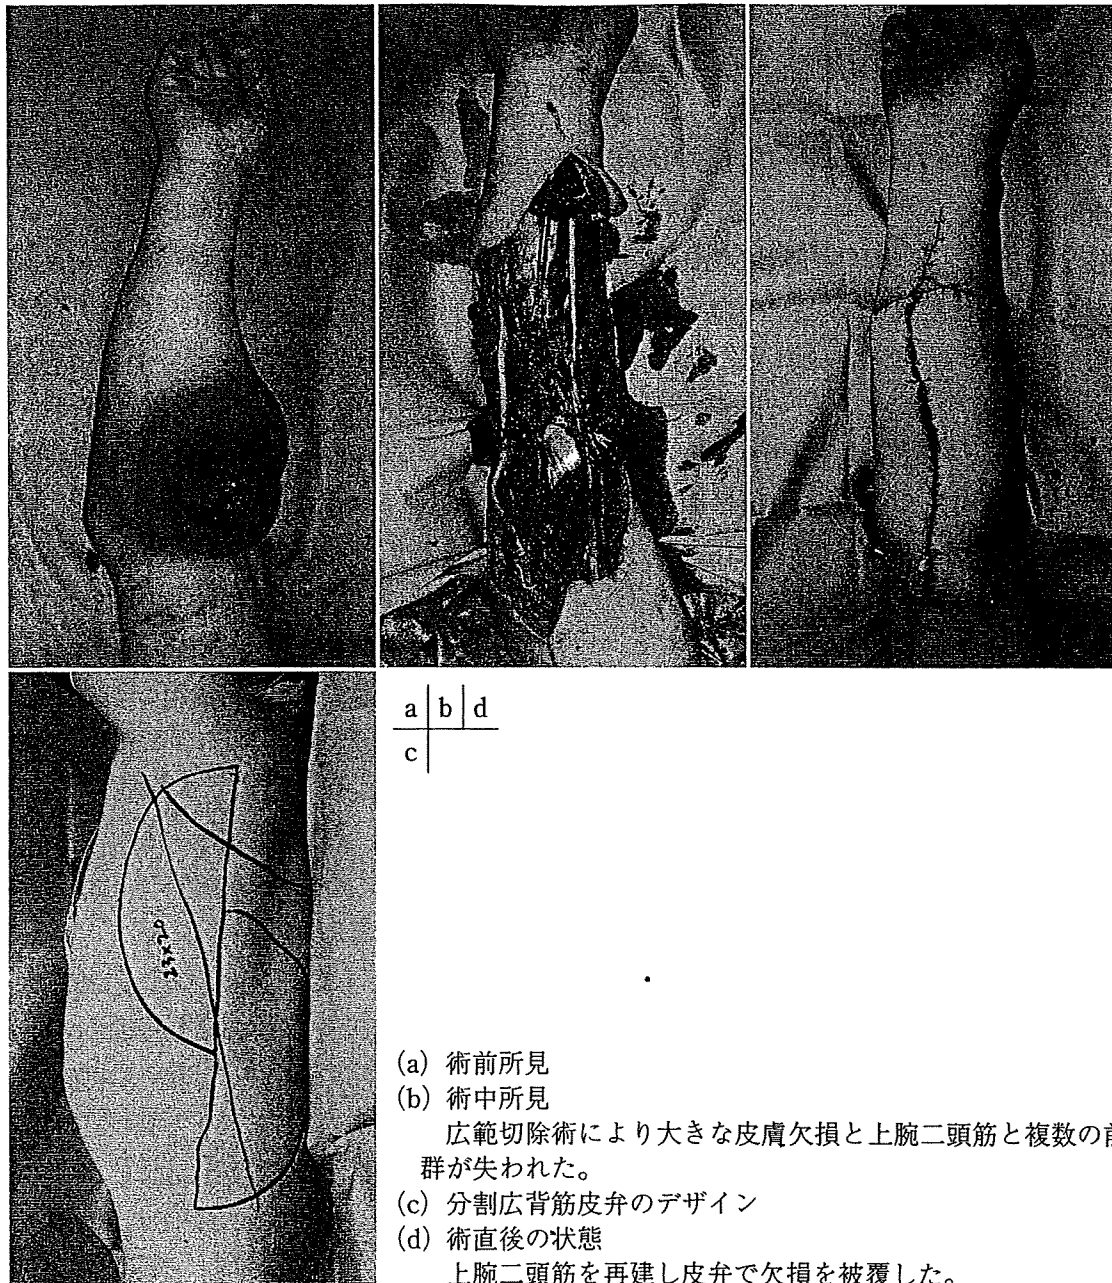 a b d
c
(a) 術前所見
(b) 術中所見
広範切除術により大きな皮膚欠損と上腕二頭筋と複数の前
群が失われた。
(c) 分割広背筋皮弁のデザイン
(d) 術直後の状態
上腕二頭筋を再建し皮弁で欠損を被覆した。